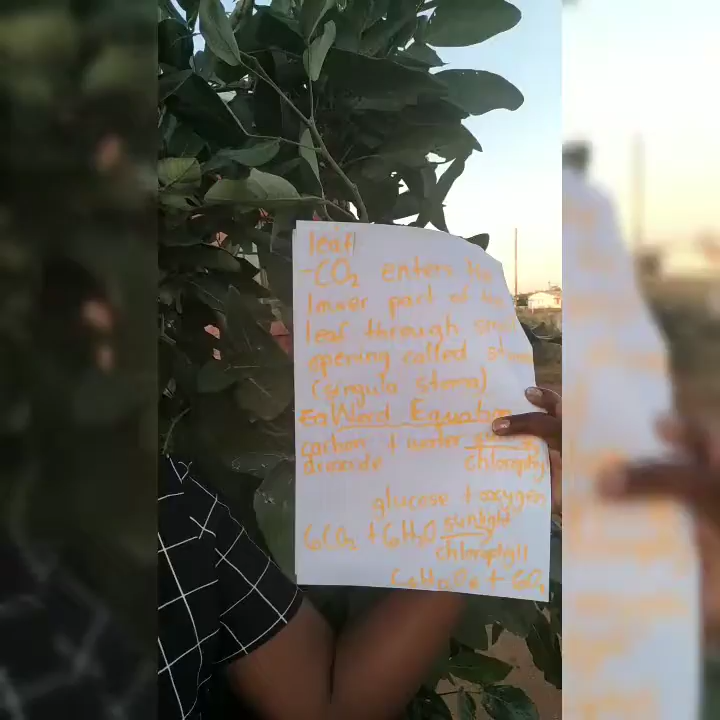 leaf
-CO₂ enters the
lower part of the
leaf through
opening called
(singula stoma)
Word Equation
carbon + water
dioxide chlorophyll
glucose + oxygen
6CO₂ + 6H₂O sunlight
chlorophyll
C₆H₁₂O₆ + 6O₂